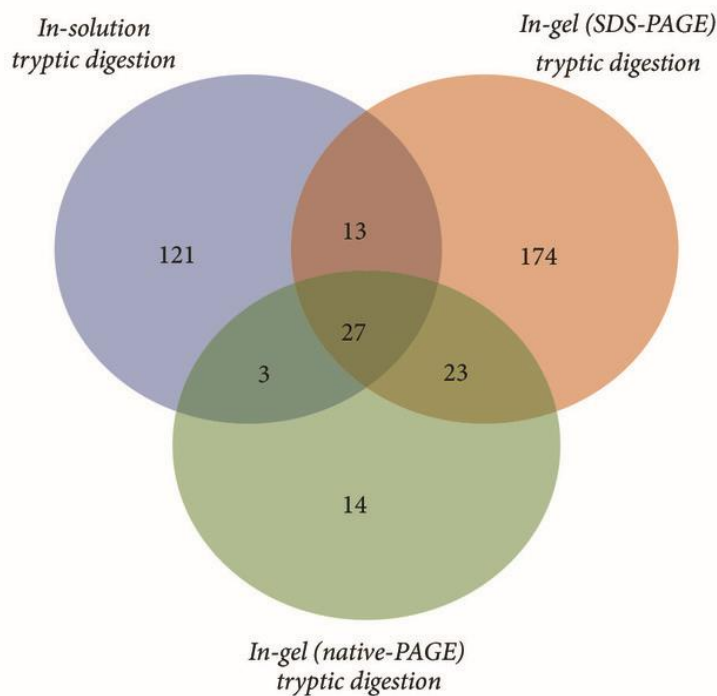 In-solution
tryptic digestion
In-gel (SDS-PAGE)
tryptic digestion
13
121
174
27
3
23
14
In-gel (native-PAGE)
tryptic digestion